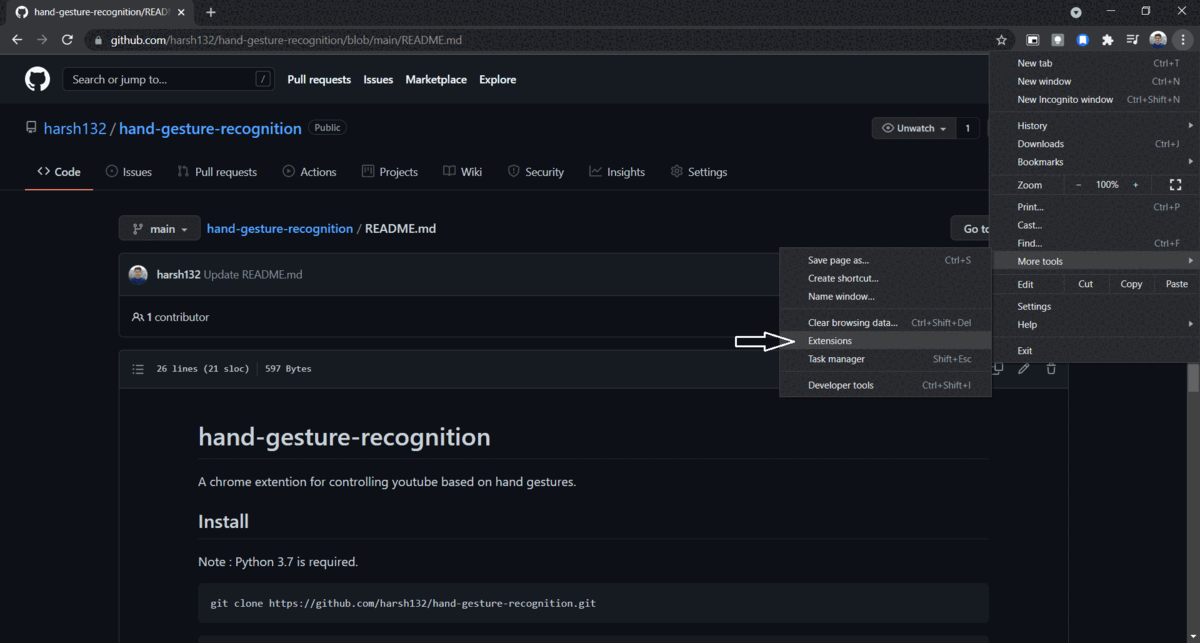 hand-gesture-recognition/READ
github.com/harsh132/hand-gesture-recognition/blob/main/README.md
Search or jump to... /
Pull requests Issues Marketplace Explore
harsh132 / hand-gesture-recognition Public
Unwatch 1
Code Issues Pull requests Actions Projects Wiki Security Insights Settings
main hand-gesture-recognition / README.md
Go to
harsh132 Update README.md
1 contributor
26 lines (21 sloc) 597 Bytes
hand-gesture-recognition
A chrome extention for controlling youtube based on hand gestures.
Install
Note : Python 3.7 is required.
git clone https://github.com/harsh132/hand-gesture-recognition.git
New tab Ctrl+T
New window Ctrl+N
New Incognito window Ctrl+Shift+N
History
Downloads Ctrl+J
Bookmarks
Zoom - 100% +
Print... Ctrl+P
Cast...
Find... Ctrl+F
More tools
Edit Cut Copy Paste
Settings
Help
Exit
Save page as... Ctrl+S
Create shortcut...
Name window...
Clear browsing data... Ctrl+Shift+Del
Extensions
Task manager Shift+Esc
Developer tools Ctrl+Shift+I